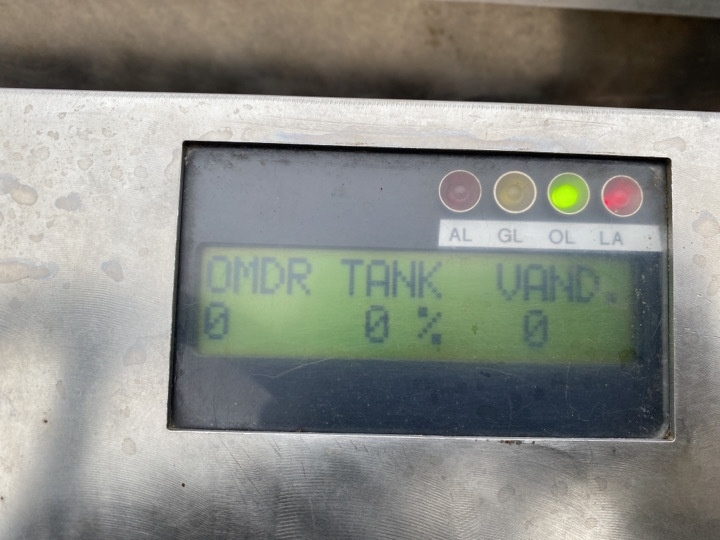 AL GL OL LA
OMDR TANK VAND.
0 0 % 0